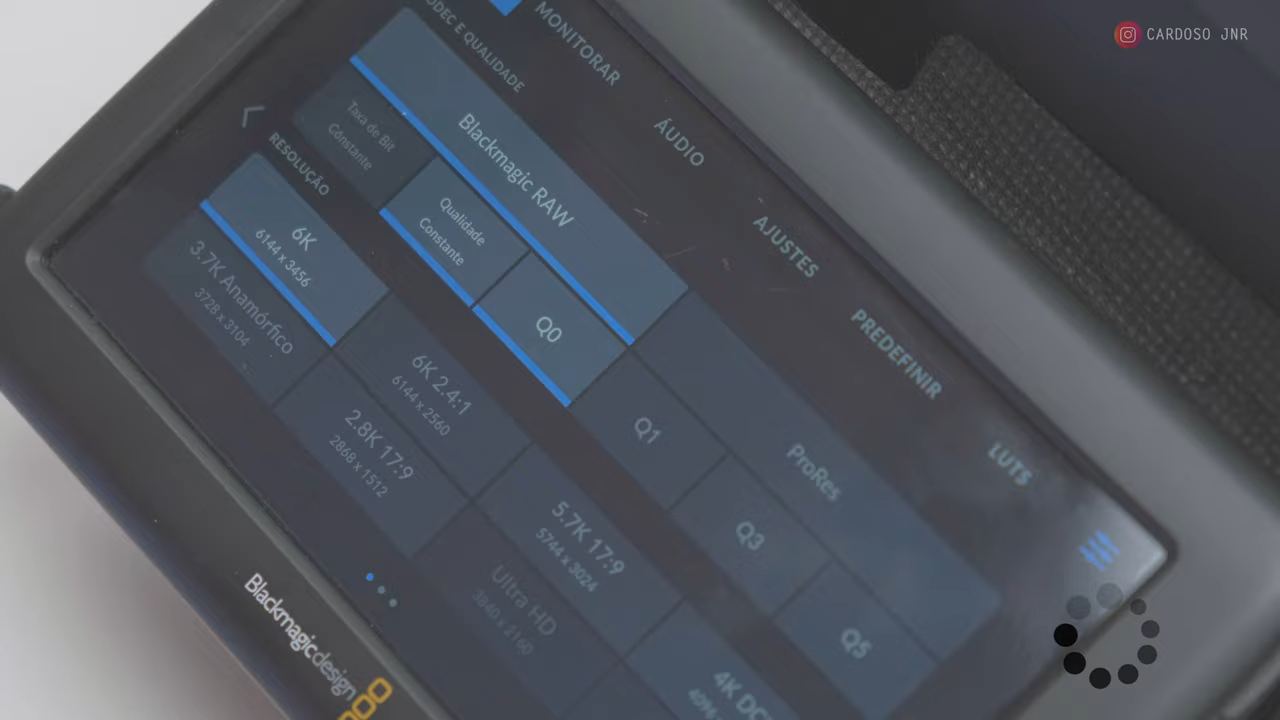 CARDOSO JNR
MONITORAR
ÁUDIO
AJUSTES
PREDEFINIR
LUTS
E QUALIDADE
Blackmagic RAW
ProRes
Taxa de Bit
Constante
Qualidade
Constante
Q0
Q1
Q3
Q5
RESOLUÇÃO
6K
6144 x 3456
6K 2.4:1
6144 x 2560
5.7K 17:9
5744 x 3024
4K
3.7K Anamórfico
3728 x 3104
2.8K 17:9
2868 x 1512
Ultra HD
3840 x 2160
Blackmagicdesign